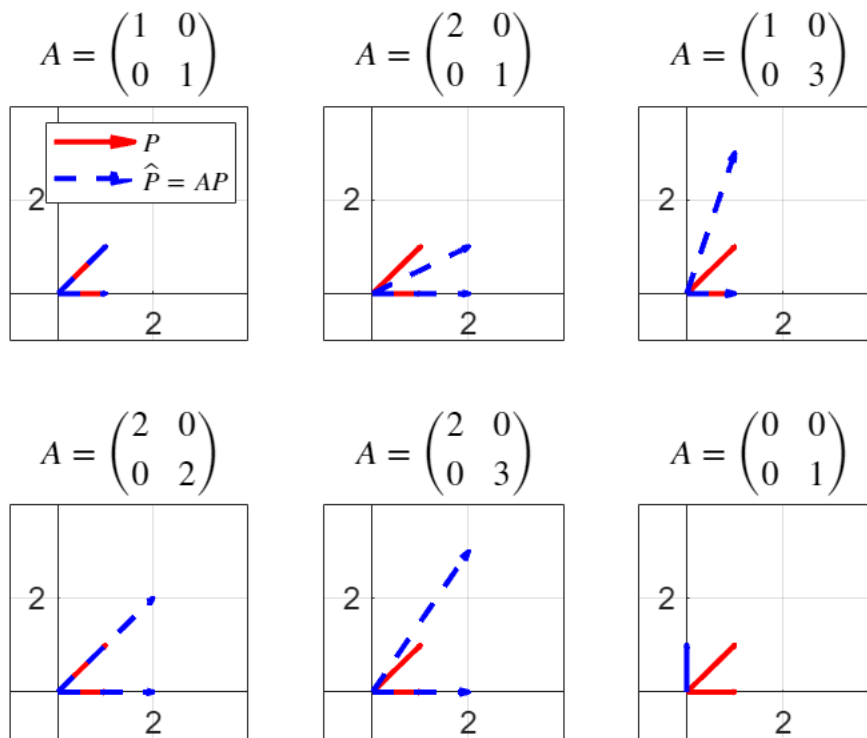 A = (1 0
0 1)
P
P̂ = AP
2
2
A = (2 0
0 1)
2
2
A = (1 0
0 3)
2
2
A = (2 0
0 2)
2
2
A = (2 0
0 3)
2
2
A = (0 0
0 1)
2
2